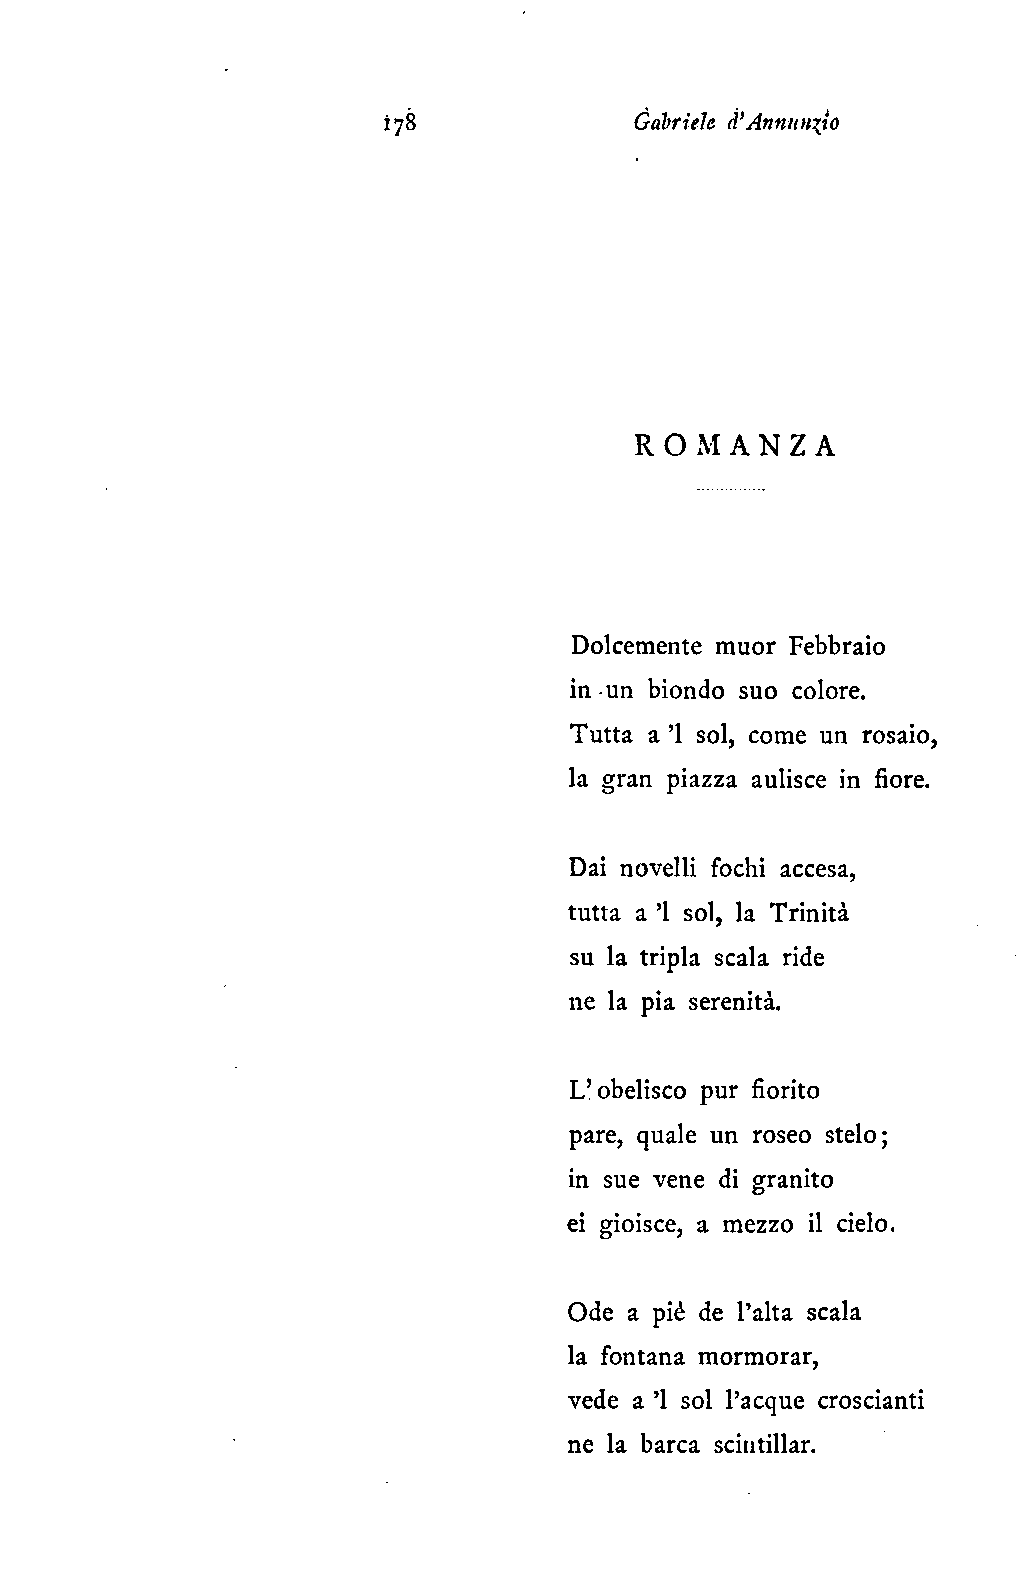 178 Gabriele d'Annunzio
ROMANZA
Dolcemente muor Febbraio
in un biondo suo colore.
Tutta a 'l sol, come un rosaio,
la gran piazza aulisce in fiore.
Dai novelli fochi accesa,
tutta a 'l sol, la Trinità
su la tripla scala ride
ne la pia serenità.
L'obelisco pur fiorito
pare, quale un roseo stelo;
in sue vene di granito
ei gioisce, a mezzo il cielo.
Ode a piè de l'alta scala
la fontana mormorar,
vede a 'l sol l'acque croscianti
ne la barca scintillar.